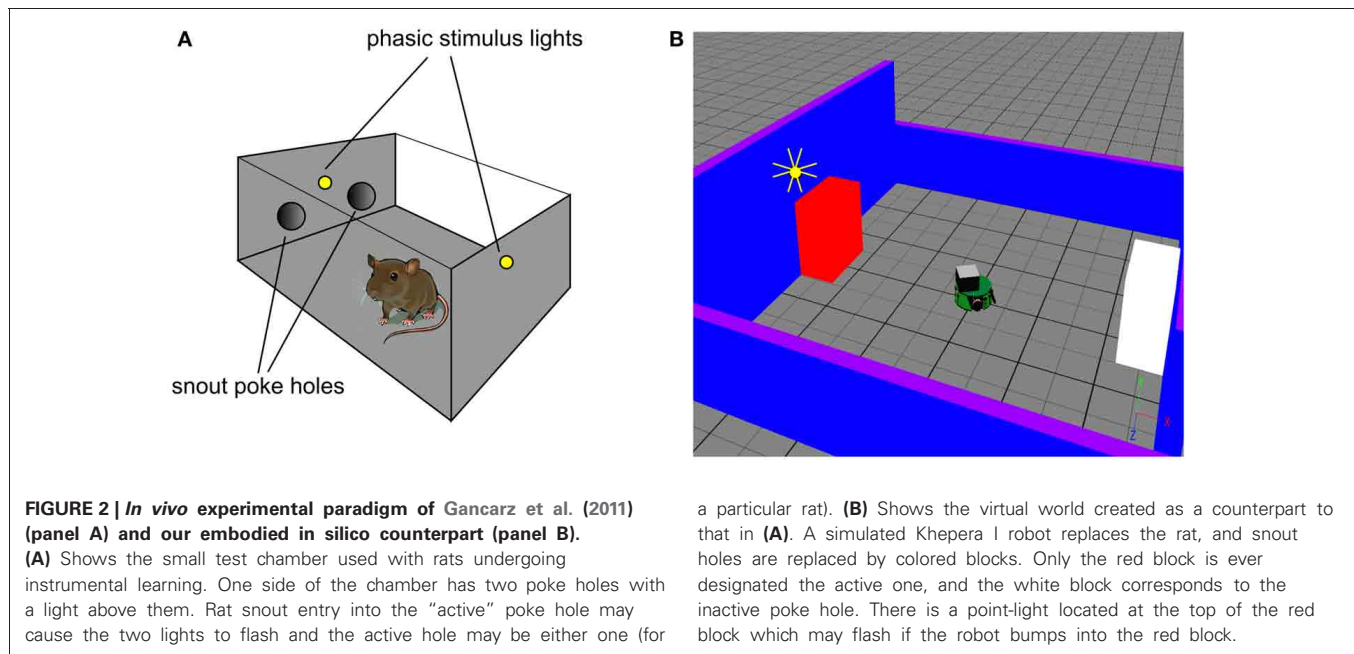 A
phasic stimulus lights
snout poke holes
B
Y
X
Z
FIGURE 2 | In vivo experimental paradigm of Gancarz et al. (2011)
(panel A) and our embodied in silico counterpart (panel B).
(A) Shows the small test chamber used with rats undergoing
instrumental learning. One side of the chamber has two poke holes with
a light above them. Rat snout entry into the “active” poke hole may
cause the two lights to flash and the active hole may be either one (for
a particular rat). (B) Shows the virtual world created as a counterpart to
that in (A). A simulated Khepera I robot replaces the rat, and snout
holes are replaced by colored blocks. Only the red block is ever
designated the active one, and the white block corresponds to the
inactive poke hole. There is a point-light located at the top of the red
block which may flash if the robot bumps into the red block.